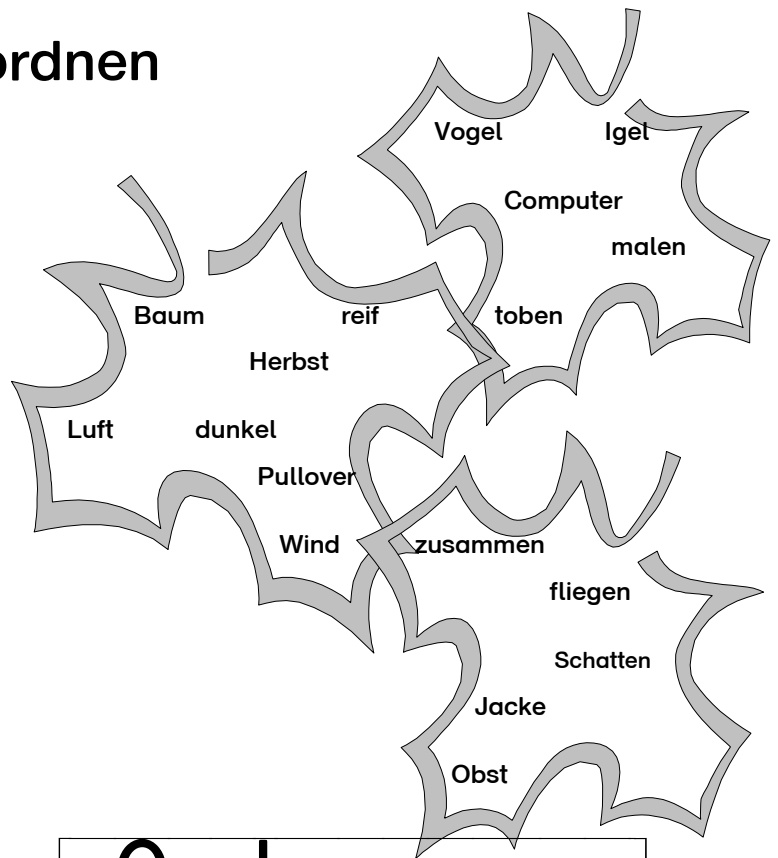 ordnen
Vogel Igel
Computer
malen
toben
Baum reif
Herbst
Luft dunkel
Pullover
Wind
zusammen
fliegen
Schatten
Jacke
Obst